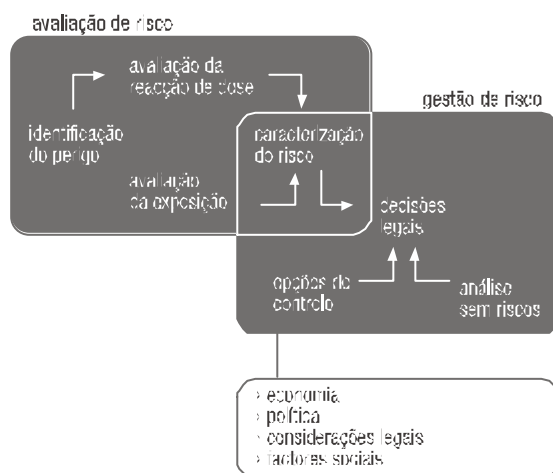 avaliação de risco
avaliação da
reacção de dose
gestão de risco
identificação
do perigo
caracterização
do risco
avaliação
da exposição
decisões
legais
opções do
controlo
análise
sem riscos
› economia
› política
› considerações legais
› factores sociais